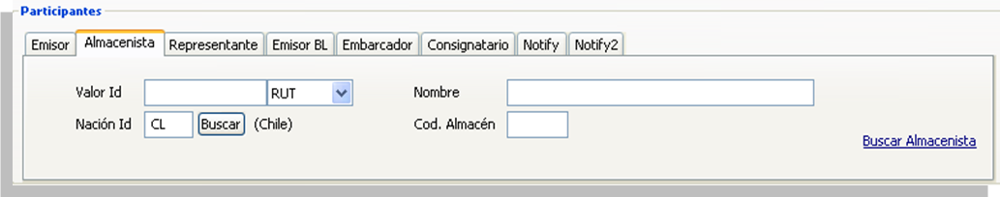 Participantes
Emisor Almacenista Representante Emisor BL Embarcador Consignatario Notify Notify2
Valor Id RUT Nombre
Nación Id CL Buscar (Chile) Cod. Almacén
Buscar Almacenista